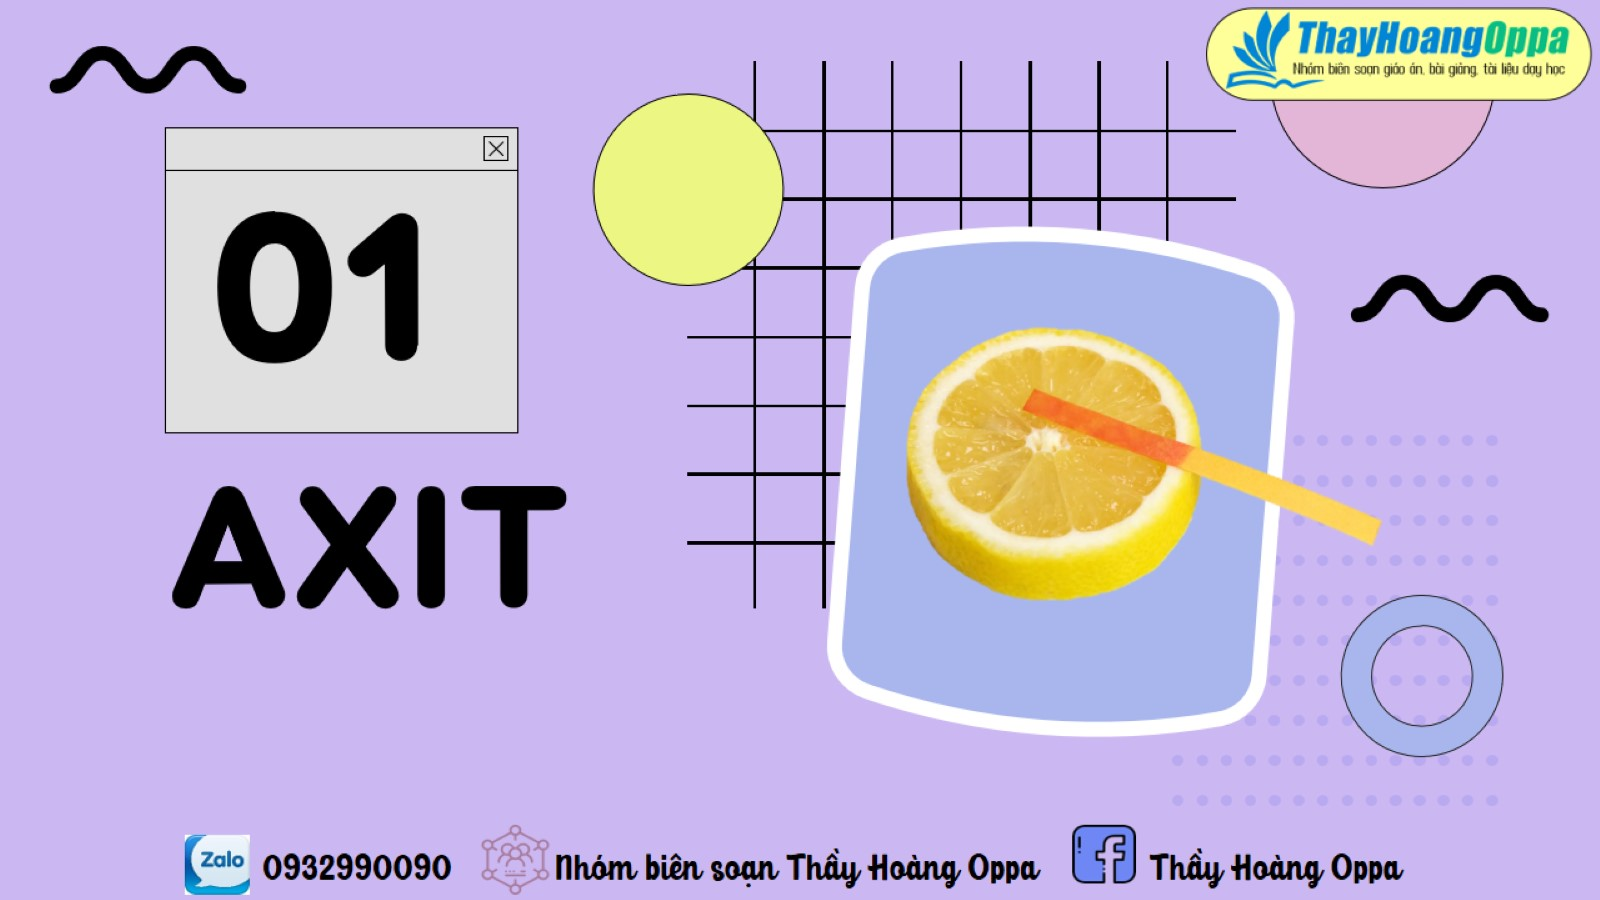 ThayHoangOppa
Nhóm biên soạn giáo án, bài giảng, tài liệu dạy học
01
AXIT
Zalo 0932990090 Nhóm biên soạn Thầy Hoàng Oppa Thầy Hoàng Oppa